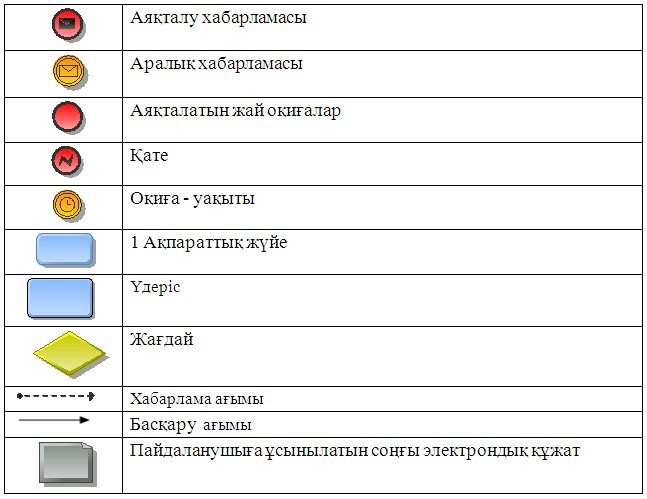 Аяқталу хабарламасы
Аралық хабарламасы
Аяқталатын жай оқиғалар
Қате
Оқиға - уақыты
1 Ақпараттық жүйе
Үдеріс
Жағдай
Хабарлама ағымы
Басқару ағымы
Пайдаланушыға ұсынылатын соңғы электрондық құжат